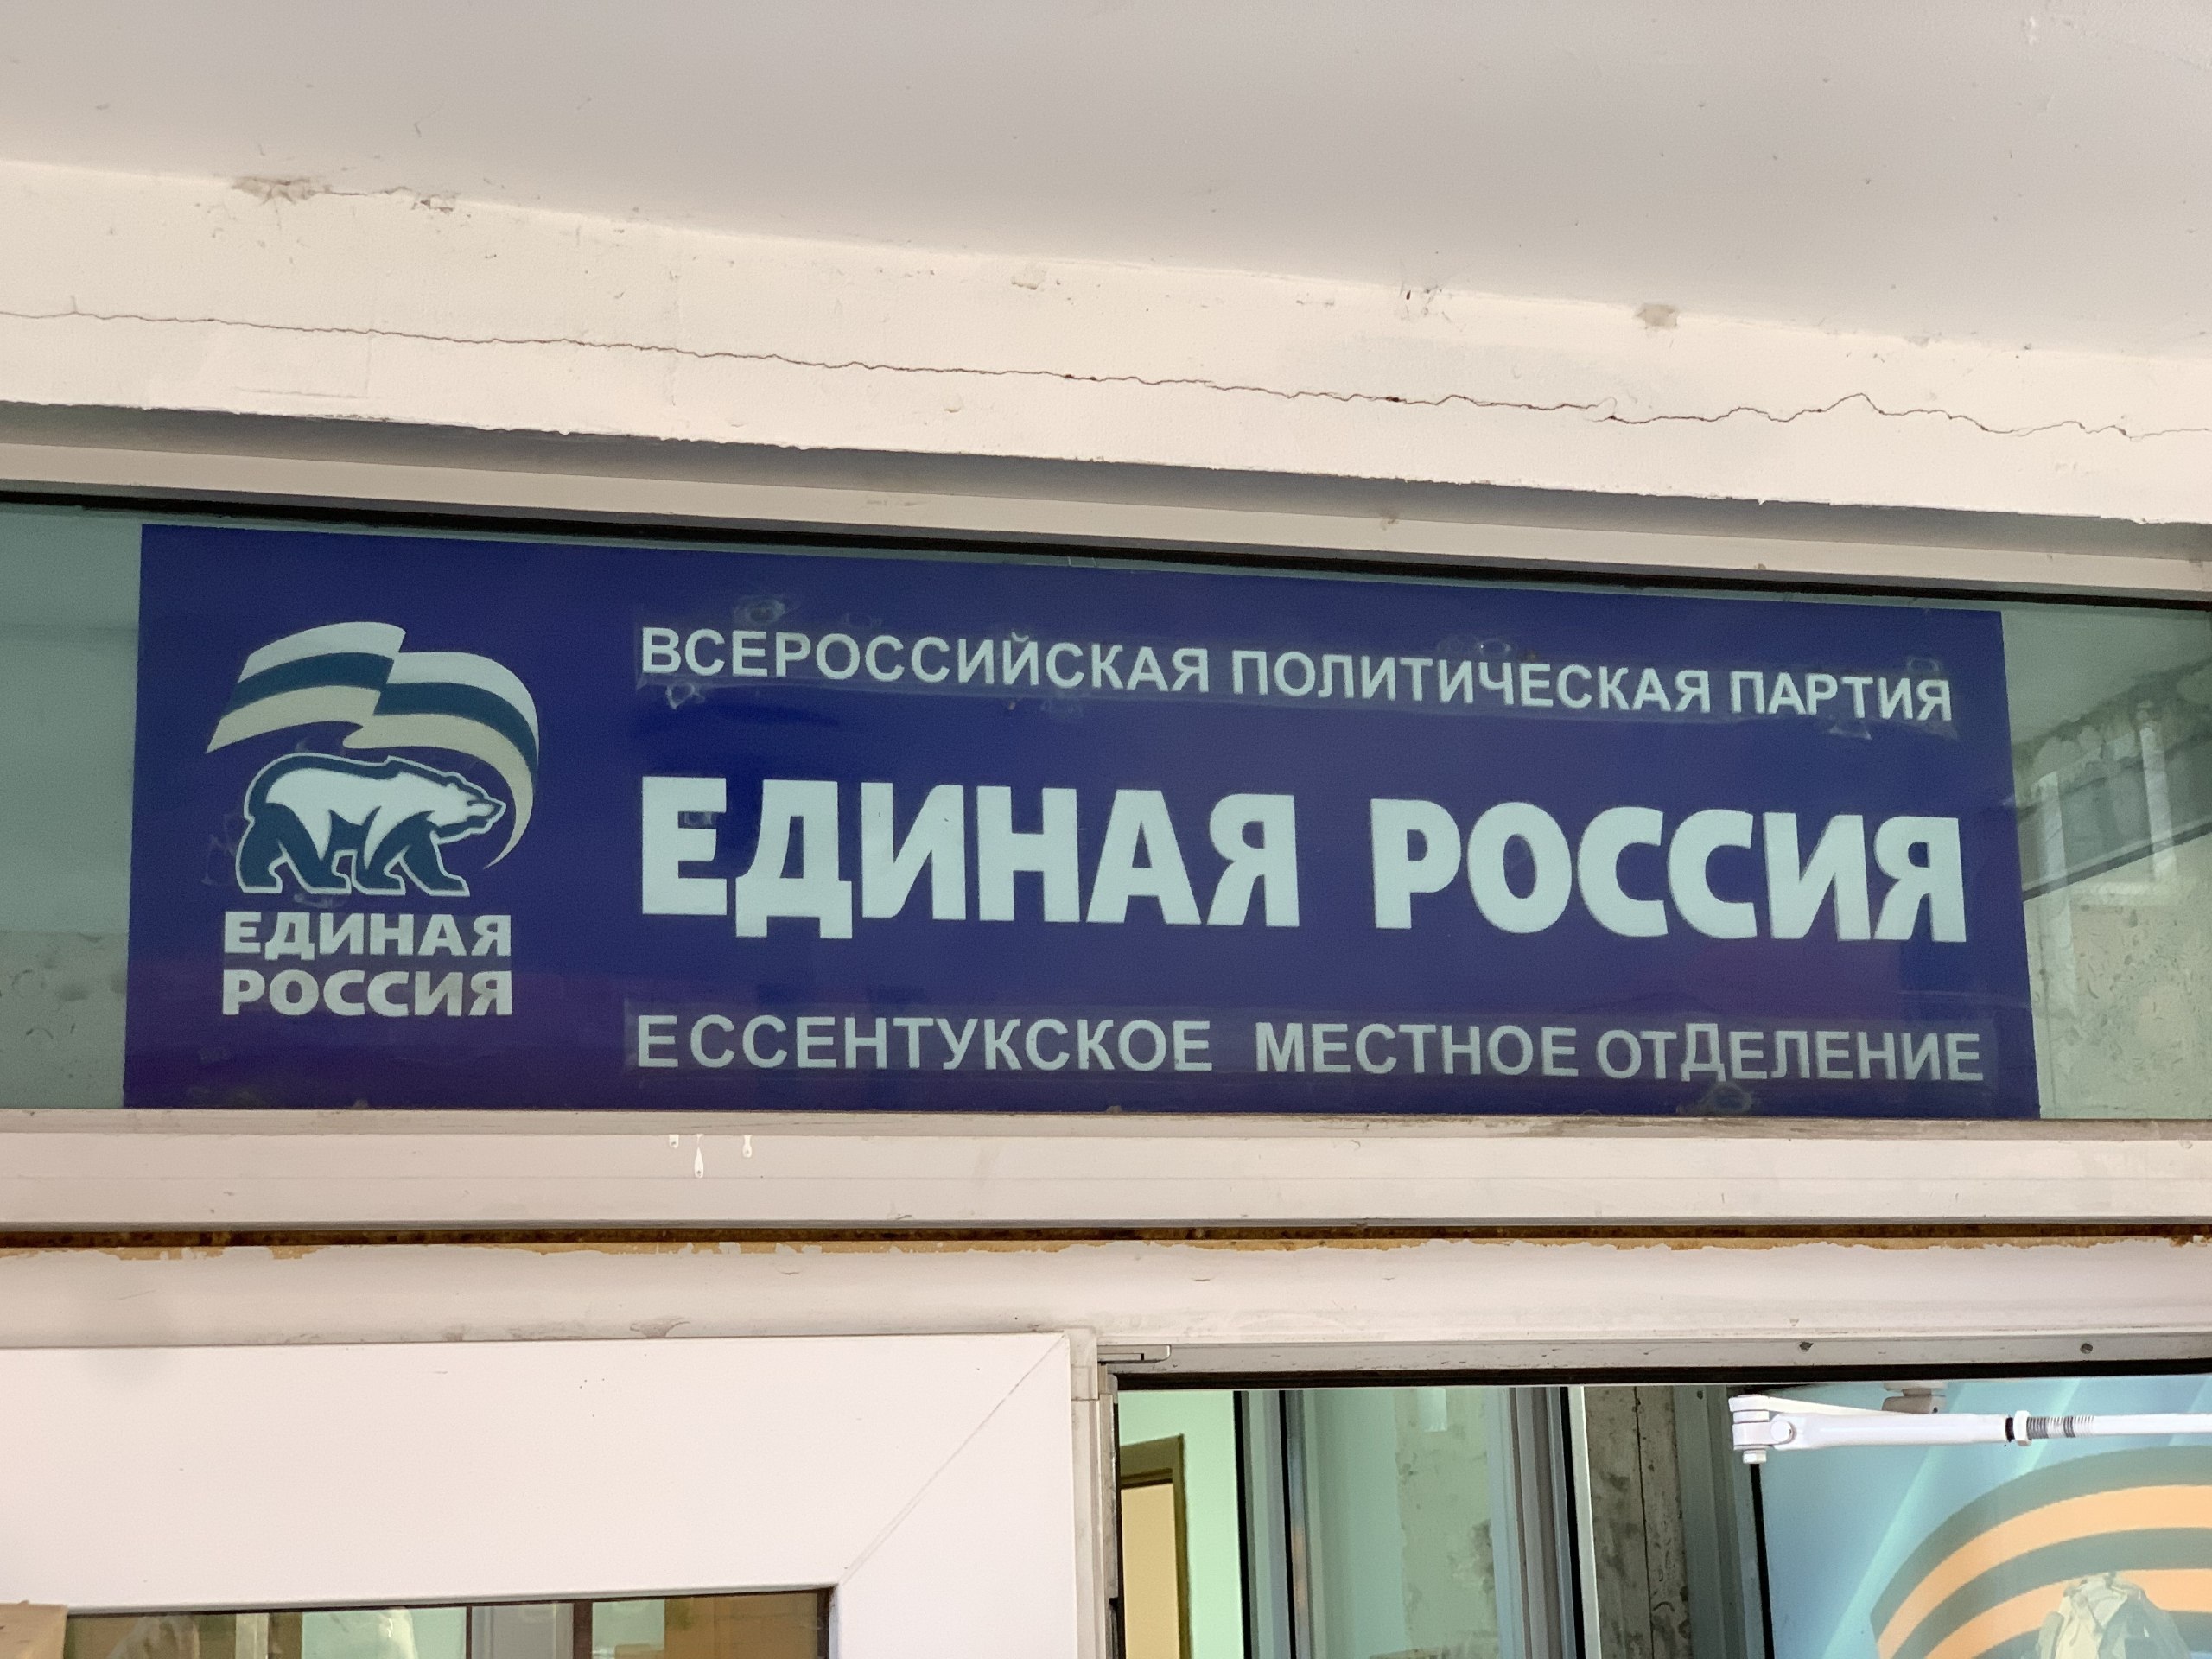 ЕДИНАЯ
РОССИЯ
ВСЕРОССИЙСКАЯ ПОЛИТИЧЕСКАЯ ПАРТИЯ
ЕДИНАЯ РОССИЯ
ЕССЕНТУКСКОЕ МЕСТНОЕ ОТДЕЛЕНИЕ